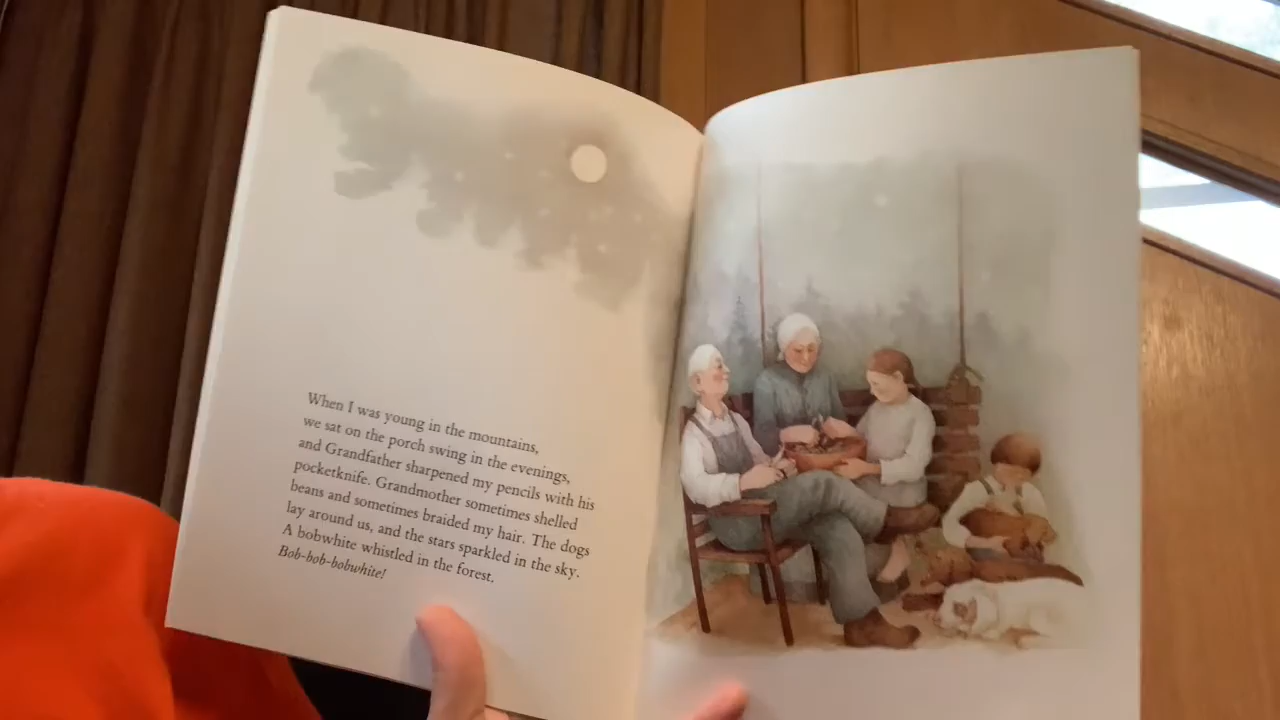 When I was young in the mountains,
we sat on the porch swing in the evenings,
and Grandfather sharpened my pencils with his
pocketknife. Grandmother sometimes shelled
beans and sometimes braided my hair. The dogs
lay around us, and the stars sparkled in the sky.
A bobwhite whistled in the forest.
Bob-bob-bobwhite!